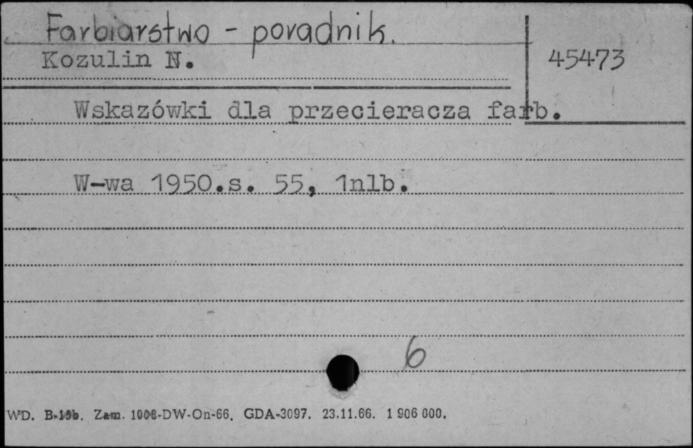 Farbiarstwo - poradnik.
Kozulin N.
45473
Wskazówki dla przecieracza farb.
W-wa 1950.s. 55, 1nlb.
6
WD. B-16b. Zam. 1006-DW-On-66. GDA-3097. 23.11.66. 1 906 000.